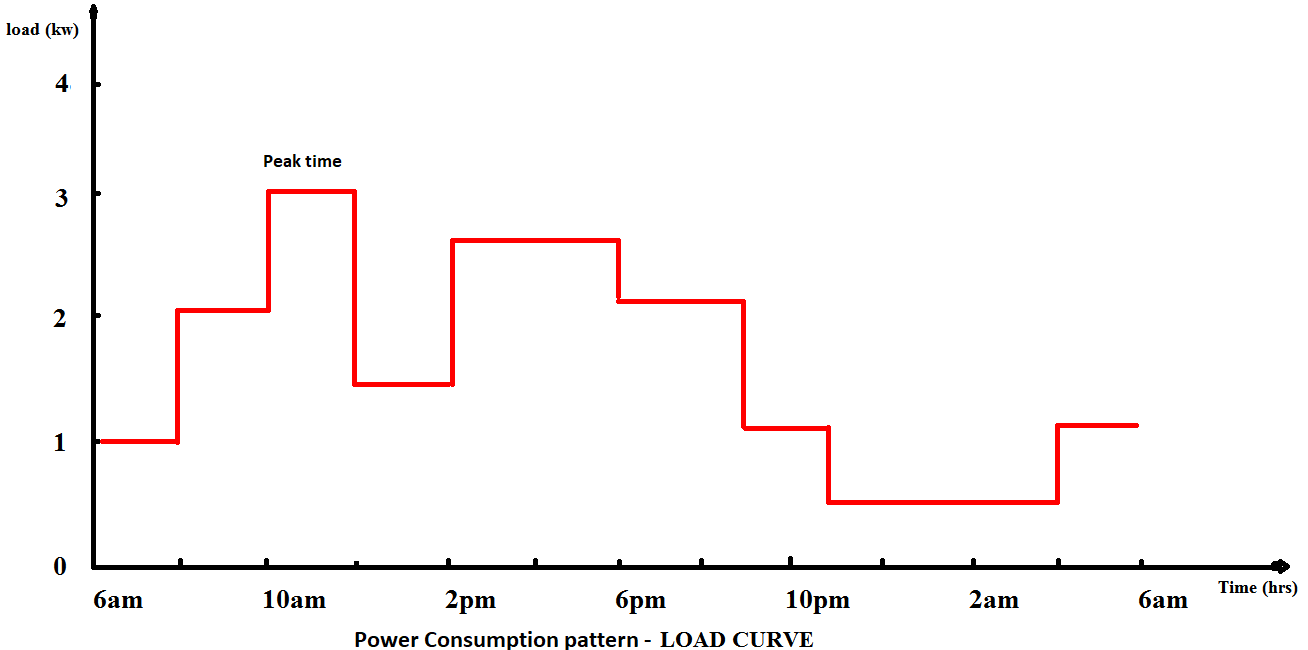 load (kw)
4
Peak time
3
2
1
0
6am 10am 2pm 6pm 10pm 2am 6am
Time (hrs)
Power Consumption pattern - LOAD CURVE